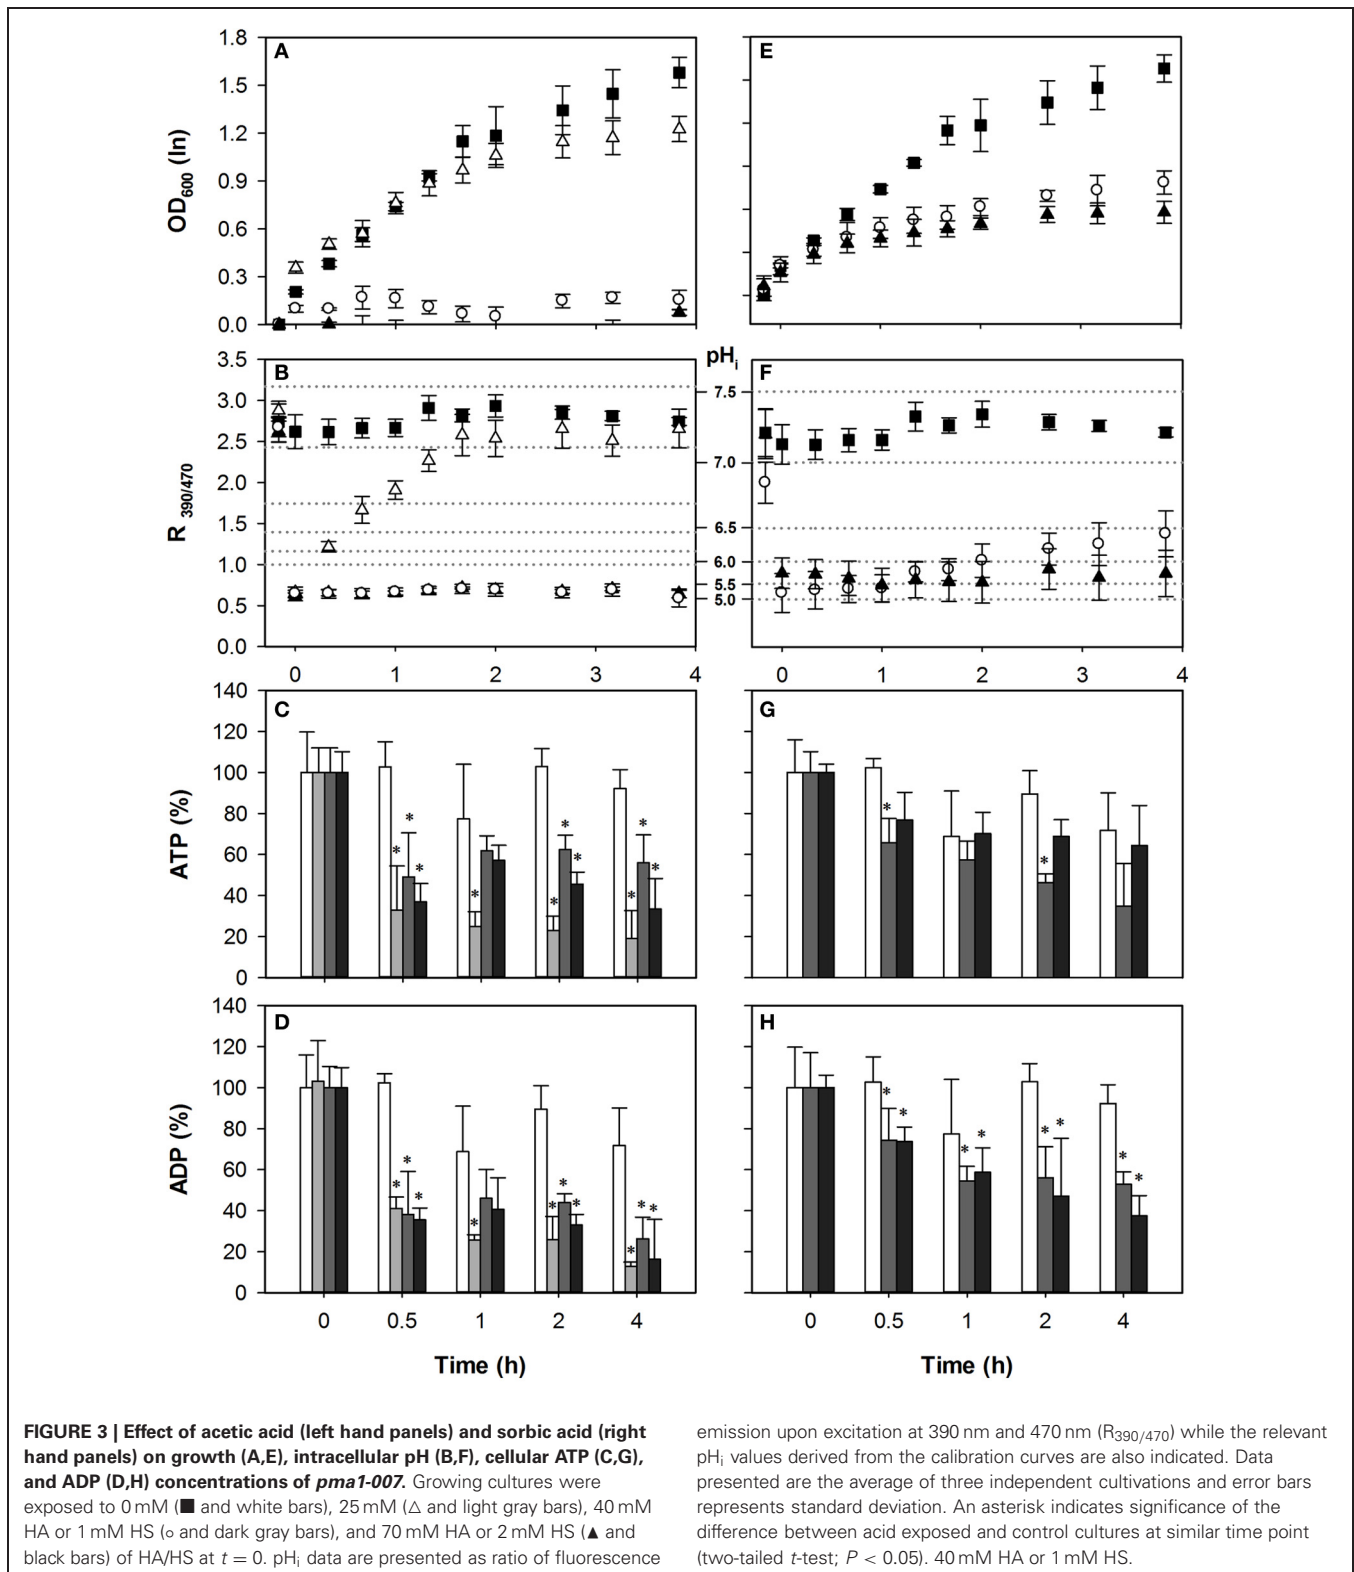 A
E
1.8
1.5
1.2
0.9
0.6
0.3
0.0
OD600 (ln)
B
F
3.5
3.0
2.5
2.0
1.5
1.0
0.5
0.0
R 390/470
pHi
7.5
7.0
6.5
6.0
5.5
5.0
0 1 2 3 4
0 1 2 3 4
C
G
140
120
100
80
60
40
20
0
ATP (%)
* * * * * * * * * *
* *
D
H
140
120
100
80
60
40
20
0
ADP (%)
* * * * * * * * * *
* * * * * * * *
0 0.5 1 2 4
0 0.5 1 2 4
Time (h)
Time (h)
FIGURE 3 | Effect of acetic acid (left hand panels) and sorbic acid (right
hand panels) on growth (A,E), intracellular pH (B,F), cellular ATP (C,G),
and ADP (D,H) concentrations of pma1-007. Growing cultures were
exposed to 0 mM (■ and white bars), 25 mM (△ and light gray bars), 40 mM
HA or 1 mM HS (○ and dark gray bars), and 70 mM HA or 2 mM HS (▲ and
black bars) of HA/HS at t = 0. pHi data are presented as ratio of fluorescence
emission upon excitation at 390 nm and 470 nm (R390/470) while the relevant
pHi values derived from the calibration curves are also indicated. Data
presented are the average of three independent cultivations and error bars
represents standard deviation. An asterisk indicates significance of the
difference between acid exposed and control cultures at similar time point
(two-tailed t-test; P < 0.05). 40 mM HA or 1 mM HS.